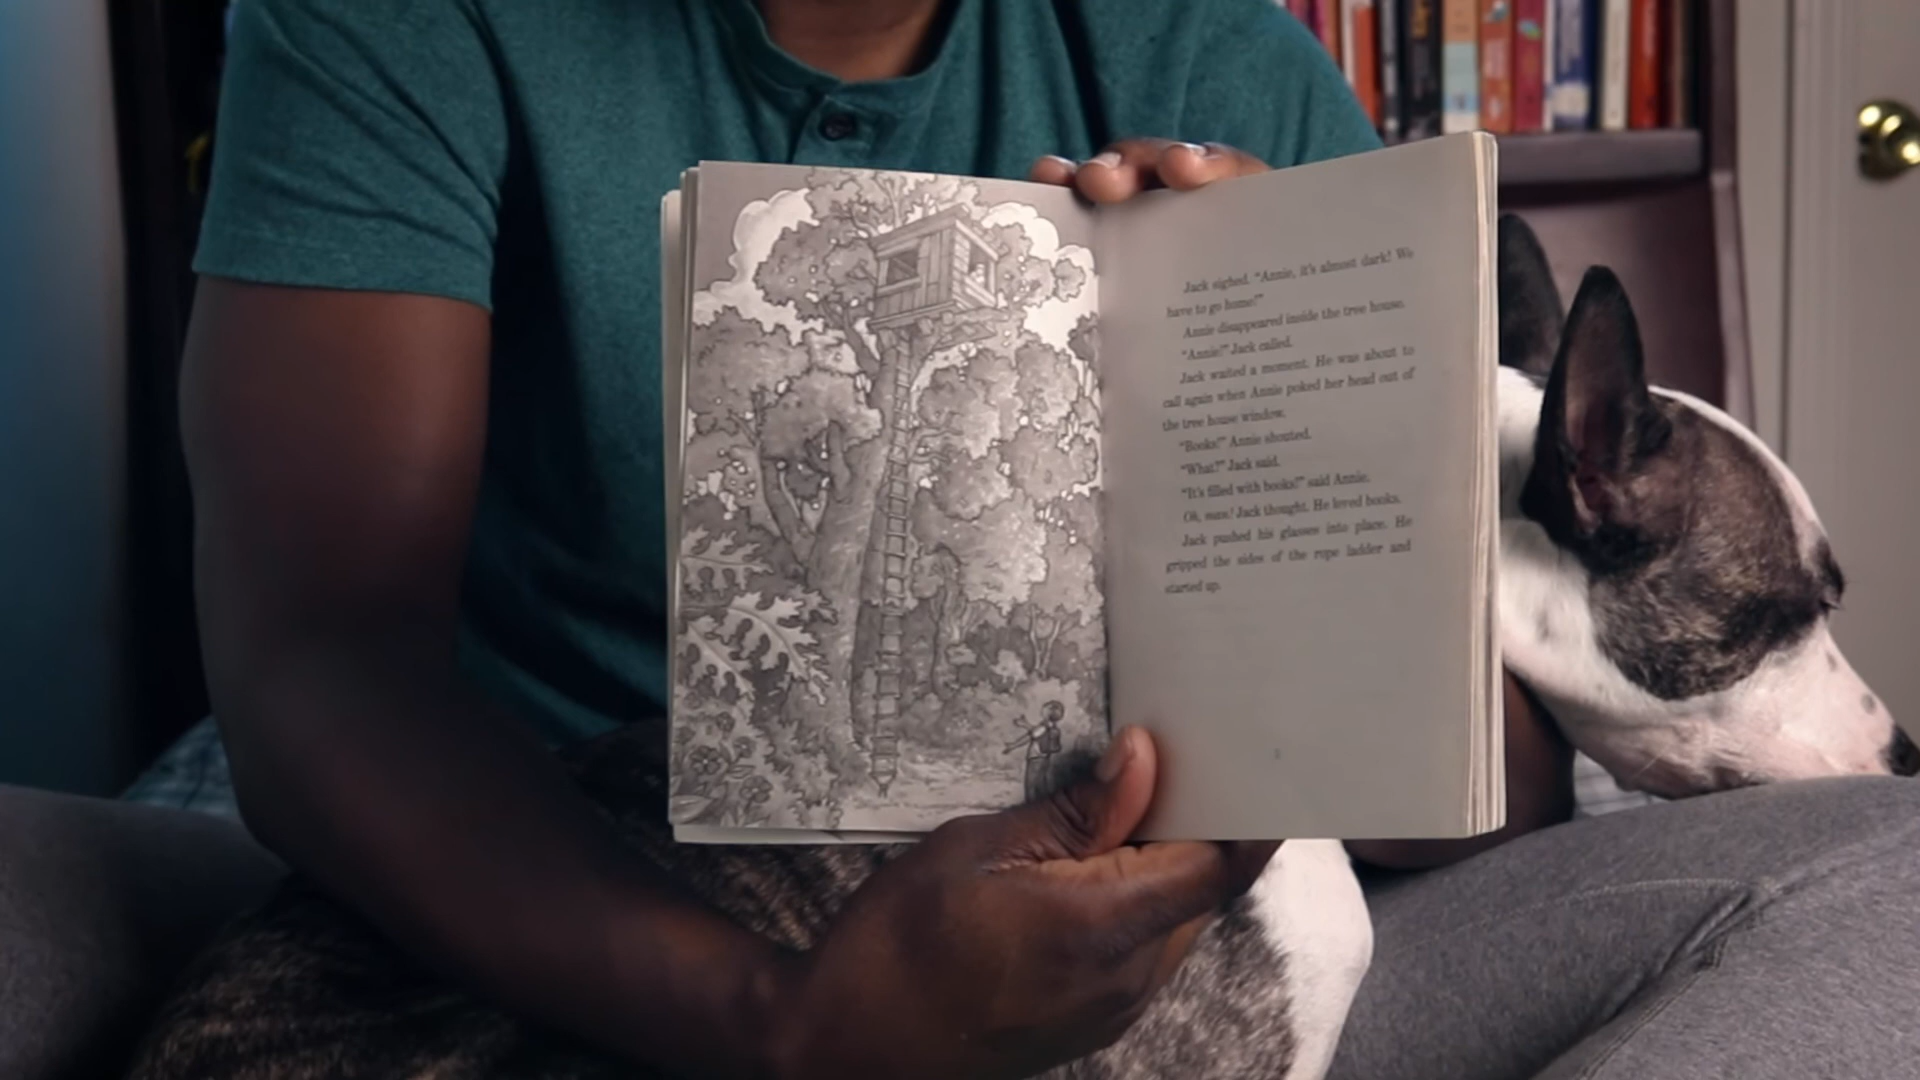 Jack sighed. "Annie, it's almost dark! We
have to go home!"
Annie disappeared inside the tree house.
"Annie!" Jack called.
Jack waited a moment. He was about to
call again when Annie poked her head out of
the tree house window.
"Books!" Annie shouted.
"What?" Jack said.
"It's filled with books!" said Annie.
Oh, man! Jack thought. He loved books.
Jack pushed his glasses into place. He
gripped the sides of the rope ladder and
started up.